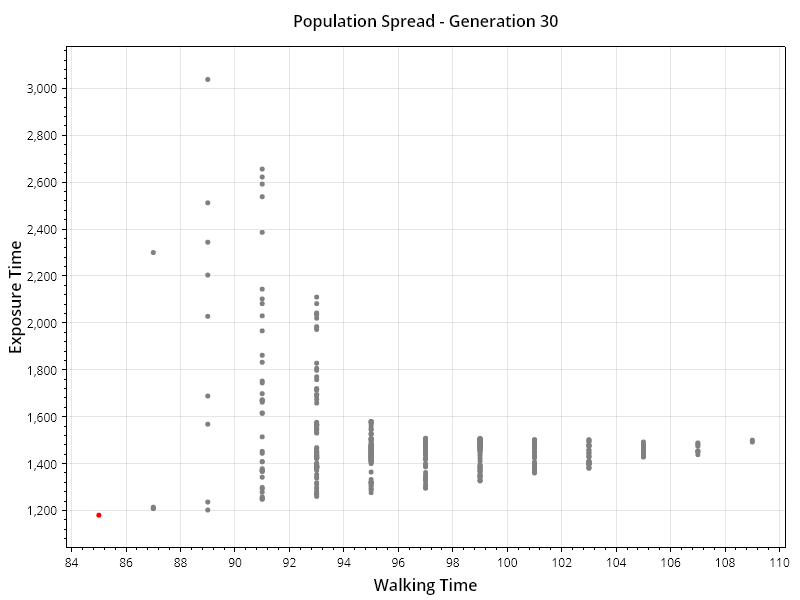 Population Spread - Generation 30
Exposure Time
3,000
2,800
2,600
2,400
2,200
2,000
1,800
1,600
1,400
1,200
84 86 88 90 92 94 96 98 100 102 104 106 108 110
Walking Time